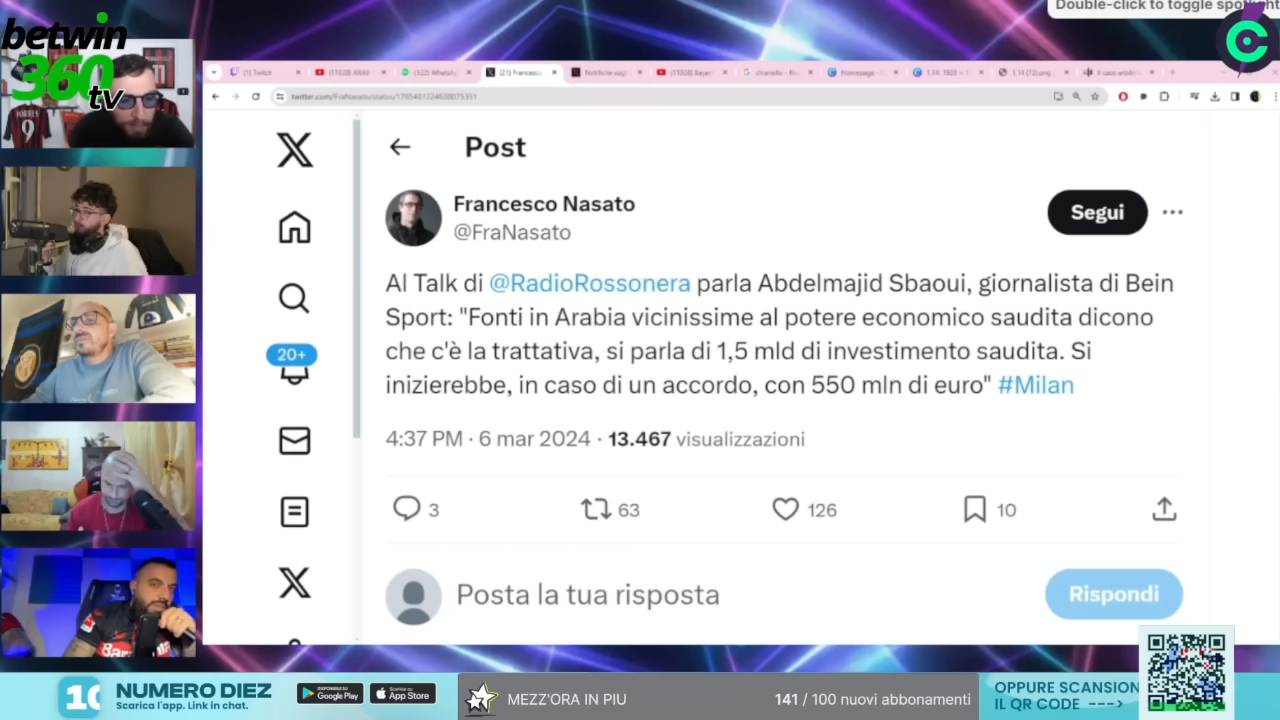 Double-click to toggle spotlight
betwin
360
tv
FORRES
9
twitter.com/FraNasato/status/1765401224630075351
Post
Francesco Nasato
@FraNasato
Segui
Al Talk di @RadioRossonera parla Abdelmajid Sbaoui, giornalista di Bein
Sport: "Fonti in Arabia vicinissime al potere economico saudita dicono
che c'è la trattativa, si parla di 1,5 mld di investimento saudita. Si
inizierebbe, in caso di un accordo, con 550 mln di euro" #Milan
20+
4:37 PM · 6 mar 2024 · 13.467 visualizzazioni
3 63 126 10
Posta la tua risposta
Rispondi
NUMERO DIEZ
Scarica l'app. Link in chat.
Google Play
App Store
MEZZ'ORA IN PIU
141 / 100 nuovi abbonamenti
OPPURE SCANSION
IL QR CODE --->